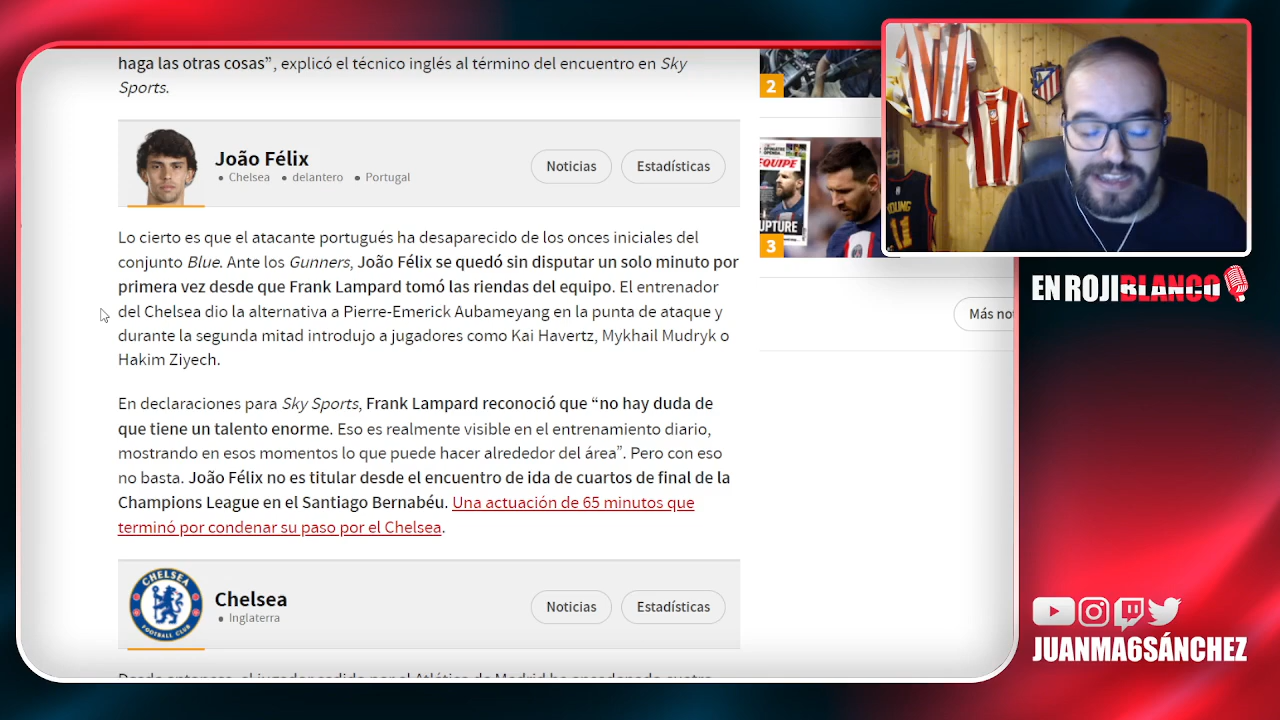 haga las otras cosas”, explicó el técnico inglés al término del encuentro en Sky
Sports.
João Félix
• Chelsea • delantero • Portugal
Noticias
Estadísticas
Lo cierto es que el atacante portugués ha desaparecido de los onces iniciales del
conjunto Blue. Ante los Gunners, João Félix se quedó sin disputar un solo minuto por
primera vez desde que Frank Lampard tomó las riendas del equipo. El entrenador
del Chelsea dio la alternativa a Pierre-Emerick Aubameyang en la punta de ataque y
durante la segunda mitad introdujo a jugadores como Kai Havertz, Mykhail Mudryk o
Hakim Ziyech.
En declaraciones para Sky Sports, Frank Lampard reconoció que “no hay duda de
que tiene un talento enorme. Eso es realmente visible en el entrenamiento diario,
mostrando en esos momentos lo que puede hacer alrededor del área”. Pero con eso
no basta. João Félix no es titular desde el encuentro de ida de cuartos de final de la
Champions League en el Santiago Bernabéu. Una actuación de 65 minutos que
terminó por condenar su paso por el Chelsea.
CHELSEA
FOOTBALL CLUB
Chelsea
• Inglaterra
Noticias
Estadísticas
2
3
Más not
YOUNG
11
EN ROJIBLANCO
JUANMA6SÁNCHEZ